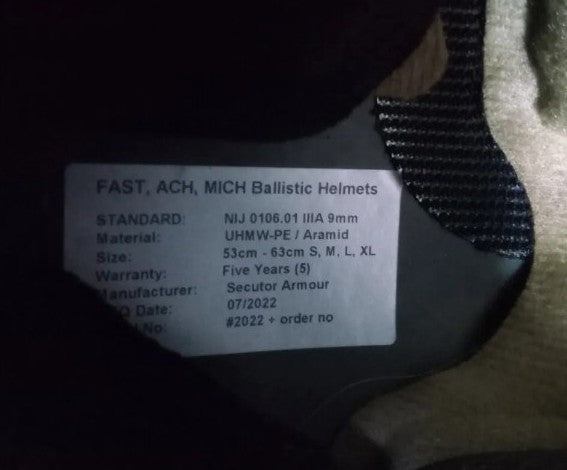 FAST, ACH, MICH Ballistic Helmets
STANDARD: NIJ 0106.01 IIIA 9mm
Material: UHMW-PE / Aramid
Size: 53cm - 63cm S, M, L, XL
Warranty: Five Years (5)
anufacturer: Secutor Armour
Date: 07/2022
No: #2022 + order no